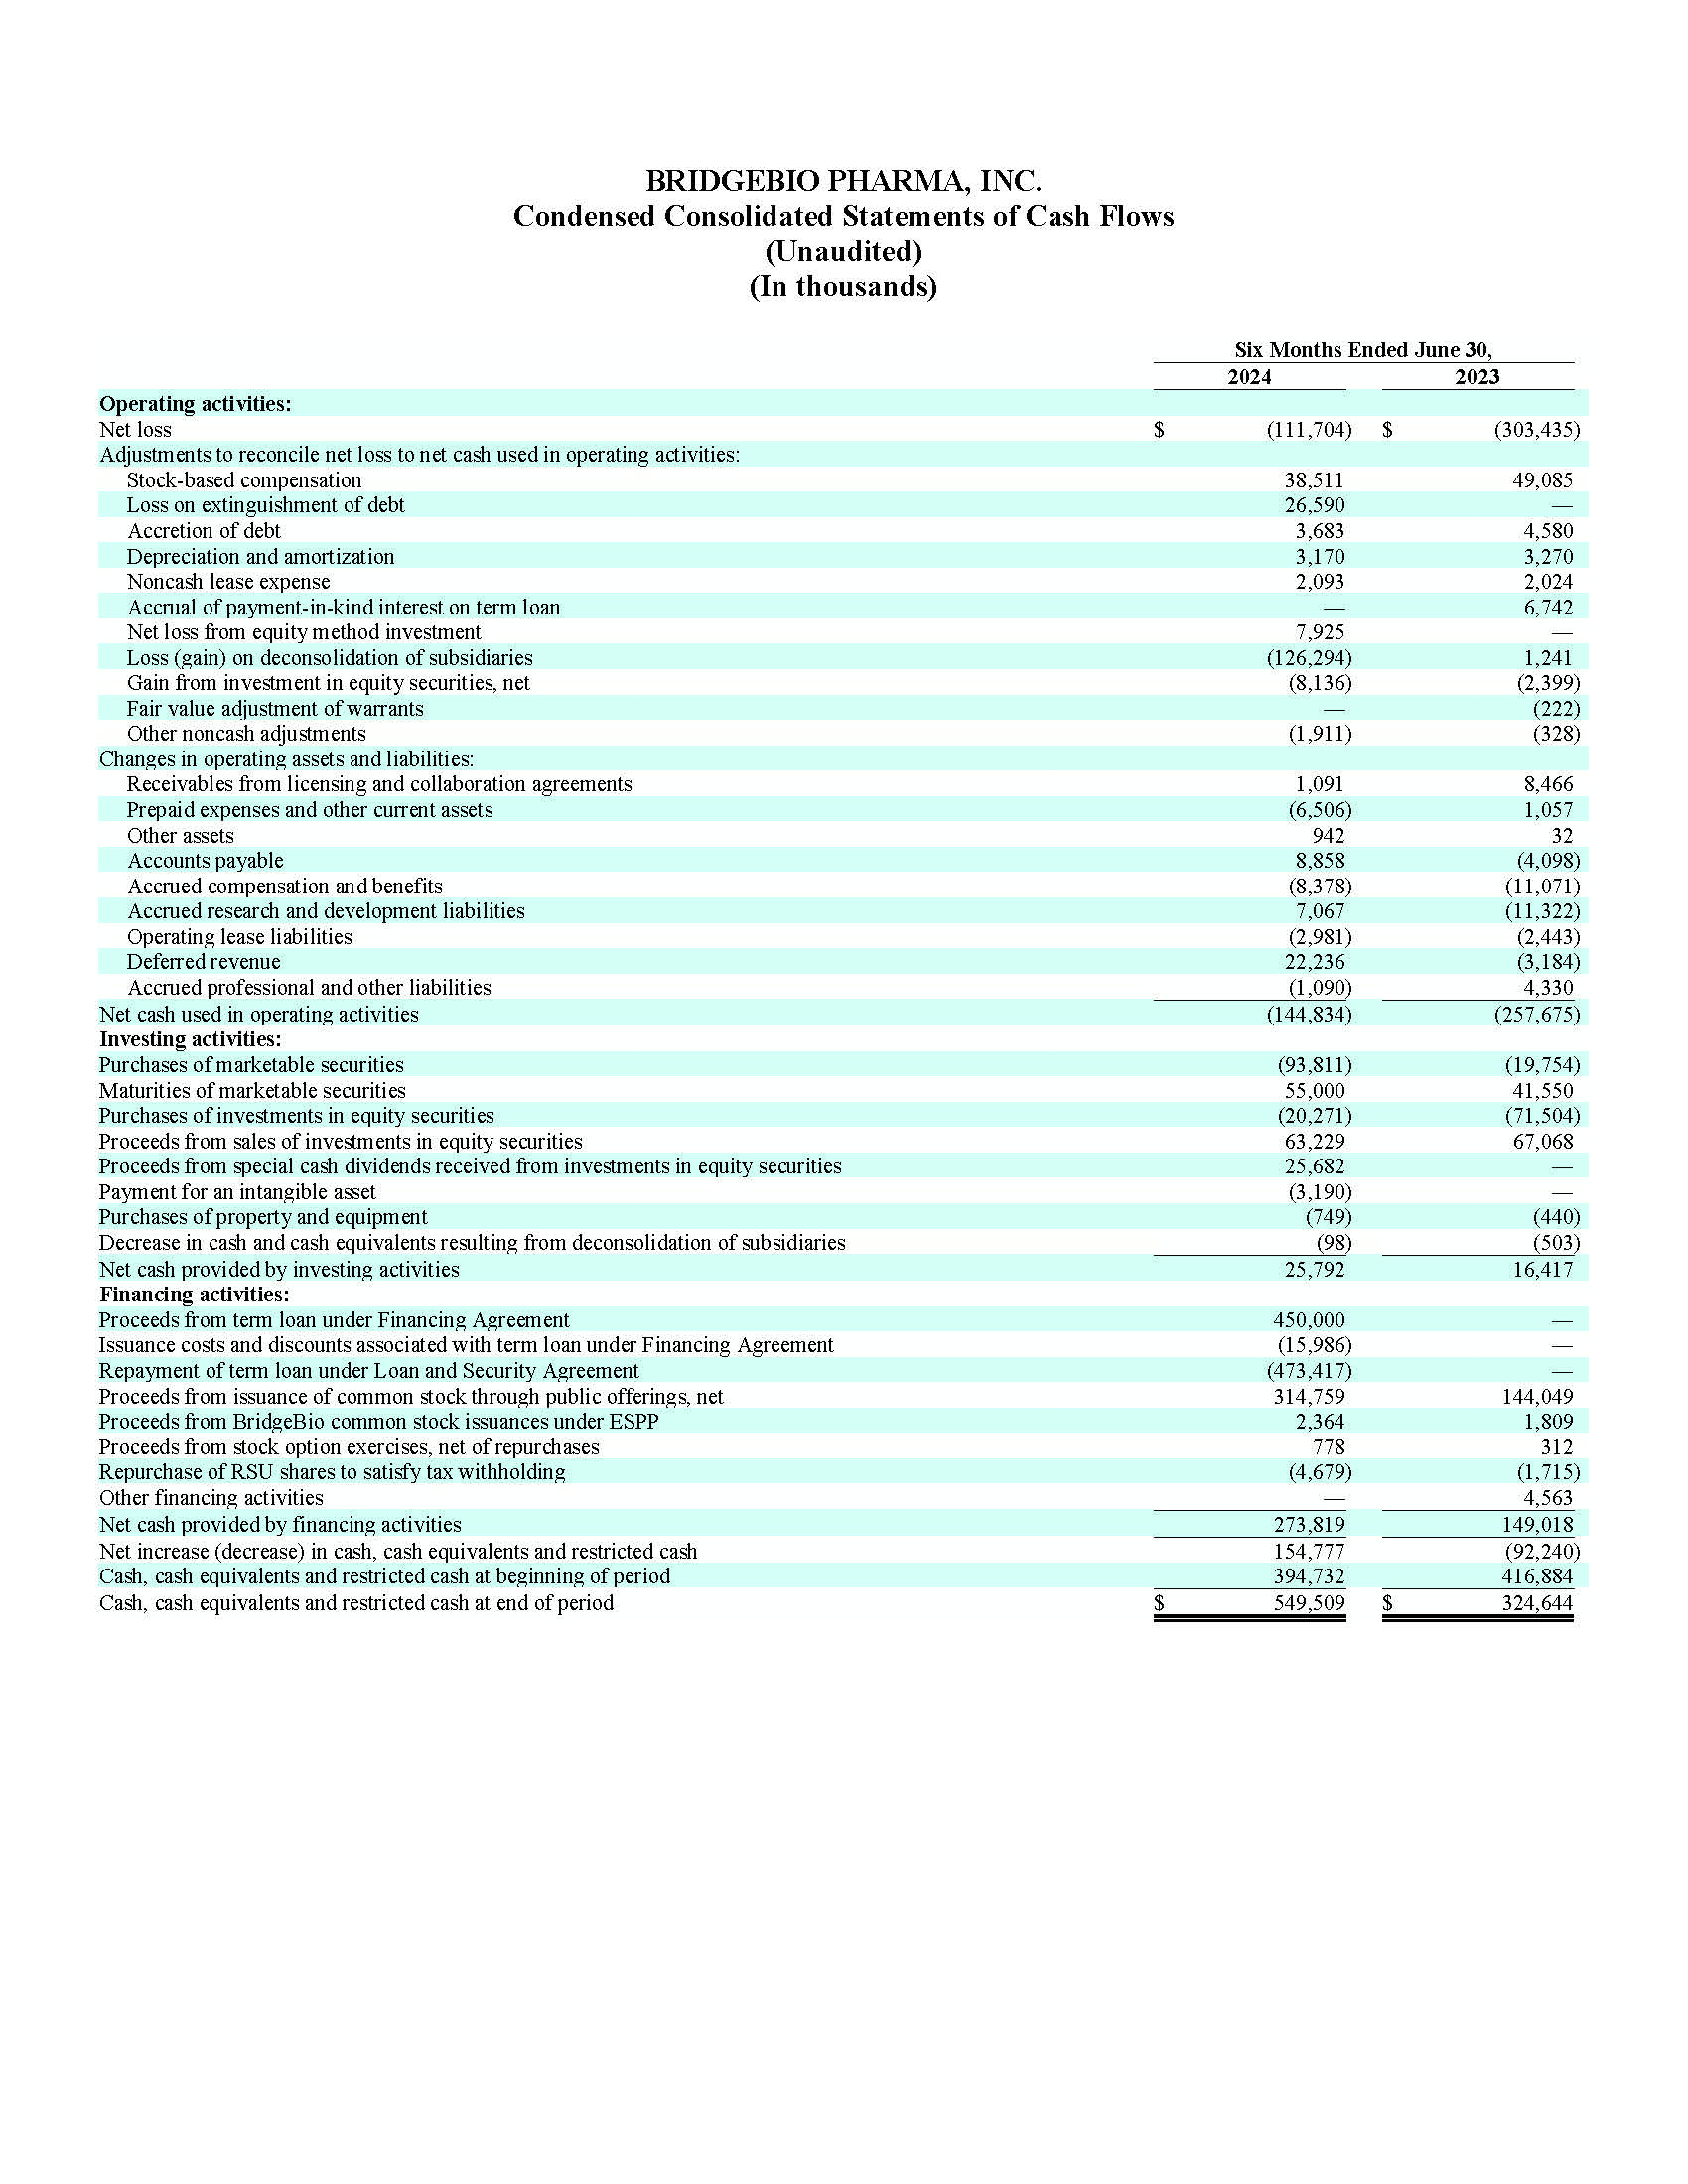 BRIDGEBIO PHARMA, INC.
Condensed Consolidated Statements of Cash Flows
(Unaudited)
(In thousands)
Six Months Ended June 30,
2024 2023
Operating activities:
Net loss $ (111,704) $ (303,435)
Adjustments to reconcile net loss to net cash used in operating activities:
Stock-based compensation 38,511 49,085
Loss on extinguishment of debt 26,590 —
Accretion of debt 3,683 4,580
Depreciation and amortization 3,170 3,270
Noncash lease expense 2,093 2,024
Accrual of payment-in-kind interest on term loan — 6,742
Net loss from equity method investment 7,925 —
Loss (gain) on deconsolidation of subsidiaries (126,294) 1,241
Gain from investment in equity securities, net (8,136) (2,399)
Fair value adjustment of warrants — (222)
Other noncash adjustments (1,911) (328)
Changes in operating assets and liabilities:
Receivables from licensing and collaboration agreements 1,091 8,466
Prepaid expenses and other current assets (6,506) 1,057
Other assets 942 32
Accounts payable 8,858 (4,098)
Accrued compensation and benefits (8,378) (11,071)
Accrued research and development liabilities 7,067 (11,322)
Operating lease liabilities (2,981) (2,443)
Deferred revenue 22,236 (3,184)
Accrued professional and other liabilities (1,090) 4,330
Net cash used in operating activities (144,834) (257,675)
Investing activities:
Purchases of marketable securities (93,811) (19,754)
Maturities of marketable securities 55,000 41,550
Purchases of investments in equity securities (20,271) (71,504)
Proceeds from sales of investments in equity securities 63,229 67,068
Proceeds from special cash dividends received from investments in equity securities 25,682 —
Payment for an intangible asset (3,190) —
Purchases of property and equipment (749) (440)
Decrease in cash and cash equivalents resulting from deconsolidation of subsidiaries (98) (503)
Net cash provided by investing activities 25,792 16,417
Financing activities:
Proceeds from term loan under Financing Agreement 450,000 —
Issuance costs and discounts associated with term loan under Financing Agreement (15,986) —
Repayment of term loan under Loan and Security Agreement (473,417) —
Proceeds from issuance of common stock through public offerings, net 314,759 144,049
Proceeds from BridgeBio common stock issuances under ESPP 2,364 1,809
Proceeds from stock option exercises, net of repurchases 778 312
Repurchase of RSU shares to satisfy tax withholding (4,679) (1,715)
Other financing activities — 4,563
Net cash provided by financing activities 273,819 149,018
Net increase (decrease) in cash, cash equivalents and restricted cash 154,777 (92,240)
Cash, cash equivalents and restricted cash at beginning of period 394,732 416,884
Cash, cash equivalents and restricted cash at end of period $ 549,509 $ 324,644